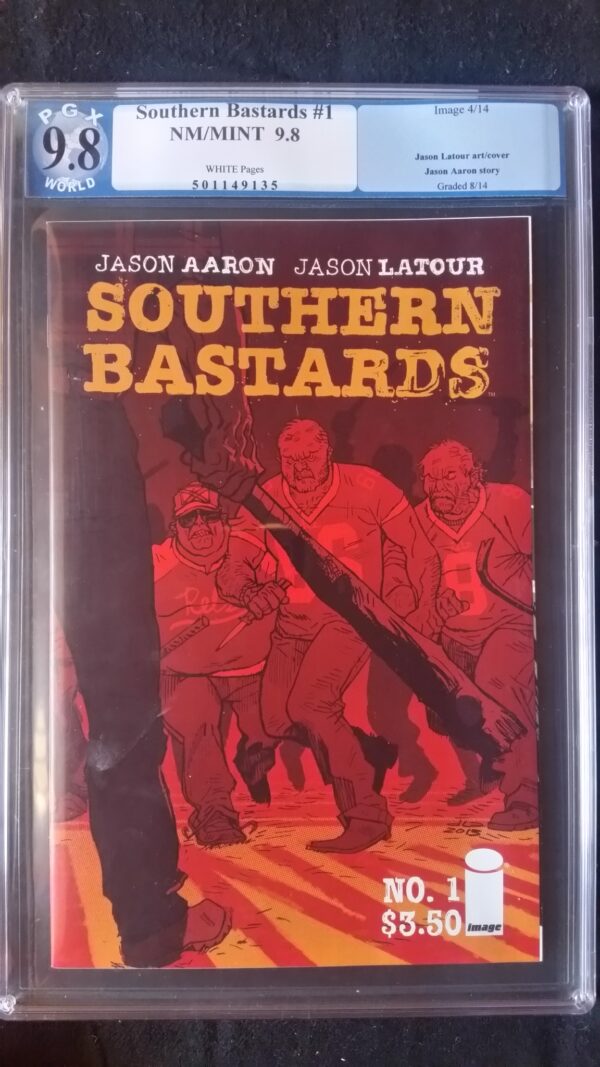 PGX
9.8
WORLD
Southern Bastards #1
NM/MINT 9.8
WHITE Pages
501149135
Image 4/14
Jason Latour art/cover
Jason Aaron story
Graded 8/14
JASON AARON JASON LATOUR
SOUTHERN
BASTARDS
TM
NO. 1
$3.50
image
2013